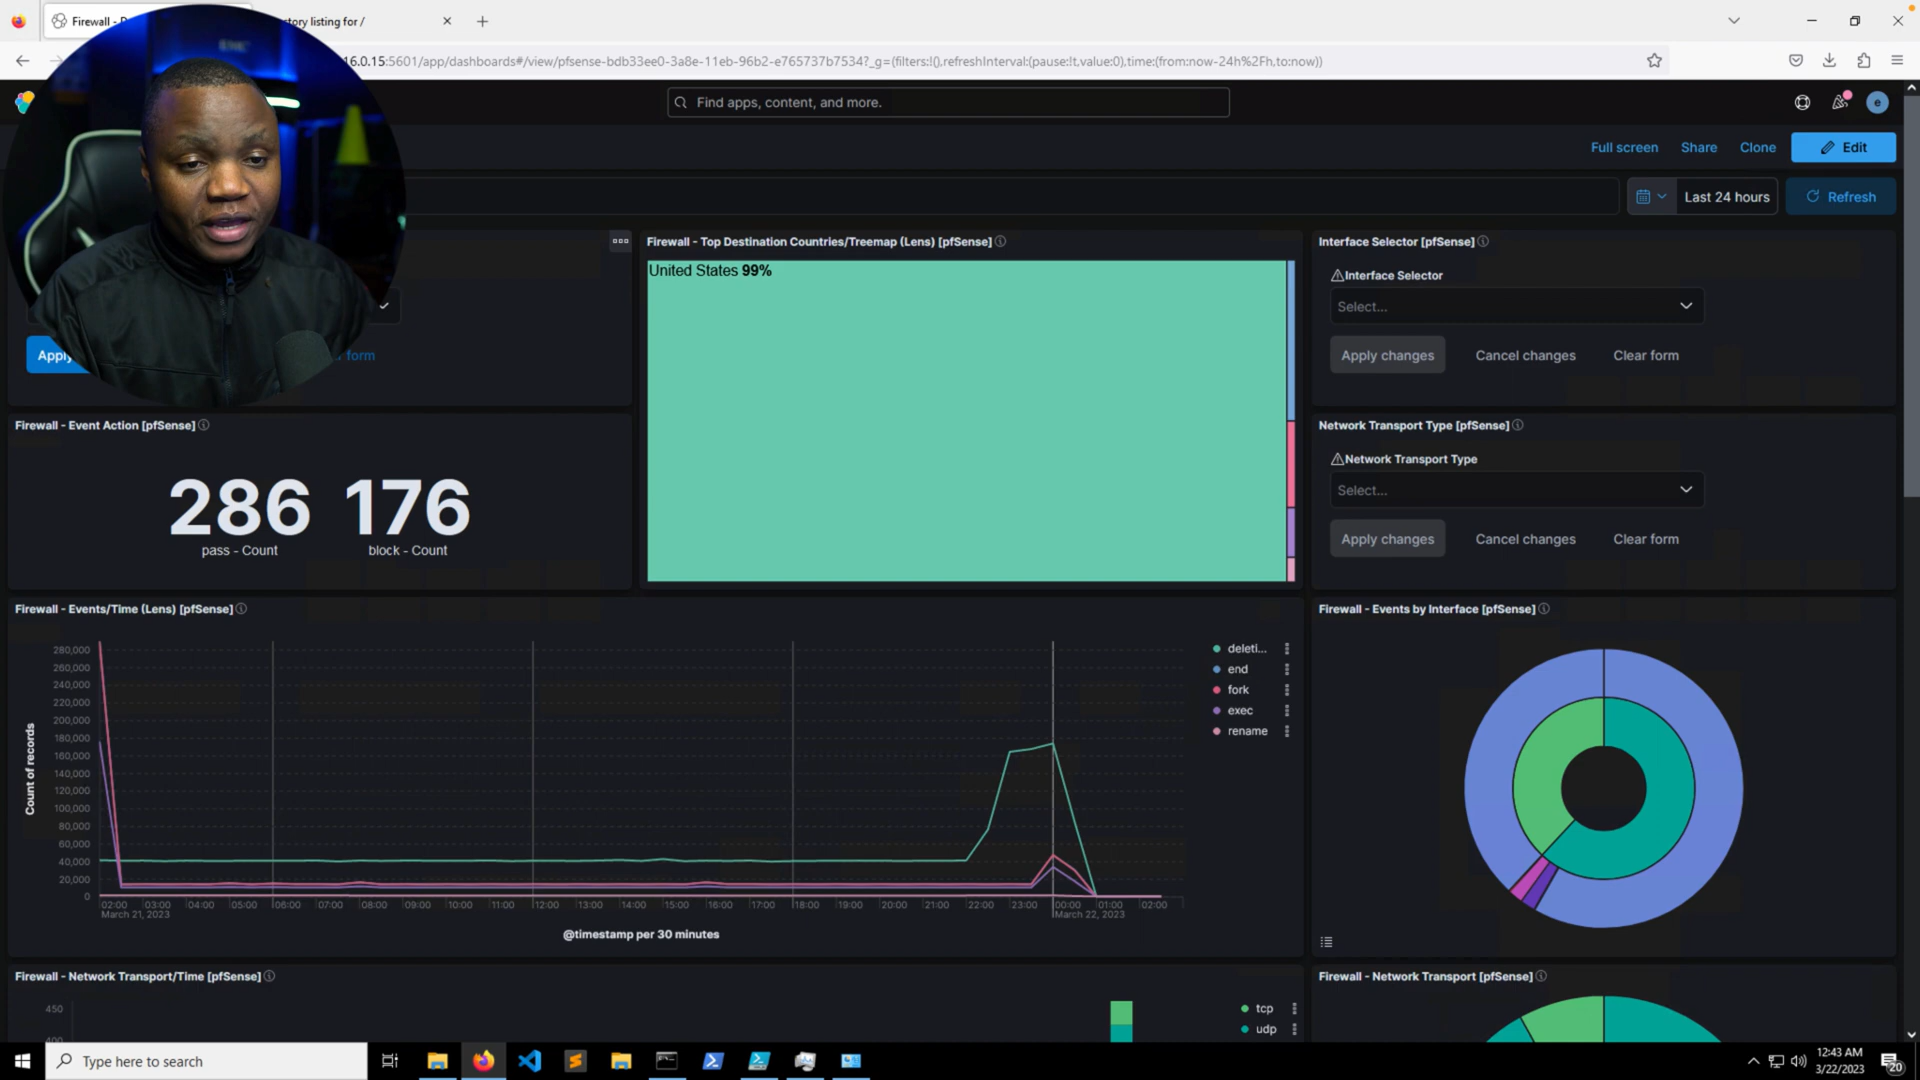 Firewall -
ctory listing for /
16.0.15:5601/app/dashboards#/view/pfsense-bdb33ee0-3a8e-11eb-96b2-e765737b7534?_g=(filters:!(),refreshInterval:(pause:!t,value:0),time:(from:now-24h%2Fh,to:now))
Find apps, content, and more.
e
Full screen
Share
Clone
Edit
Last 24 hours
Refresh
Firewall - Top Destination Countries/Treemap (Lens) [pfSense]
Interface Selector [pfSense]
United States 99%
Interface Selector
Select...
Apply
form
Apply changes
Cancel changes
Clear form
Firewall - Event Action [pfSense]
Network Transport Type [pfSense]
Network Transport Type
Select...
286
pass - Count
176
block - Count
Apply changes
Cancel changes
Clear form
Firewall - Events/Time (Lens) [pfSense]
Firewall - Events by Interface [pfSense]
Count of records
280,000
260,000
240,000
220,000
200,000
180,000
160,000
140,000
120,000
100,000
80,000
60,000
40,000
20,000
0
deleti...
end
fork
exec
rename
02:00 03:00 04:00 05:00 06:00 07:00 08:00 09:00 10:00 11:00 12:00 13:00 14:00 15:00 16:00 17:00 18:00 19:00 20:00 21:00 22:00 23:00 00:00 01:00 02:00
March 21, 2023
March 22, 2023
@timestamp per 30 minutes
Firewall - Network Transport/Time [pfSense]
Firewall - Network Transport [pfSense]
450
400
tcp
udp
Type here to search
12:43 AM
3/22/2023
20